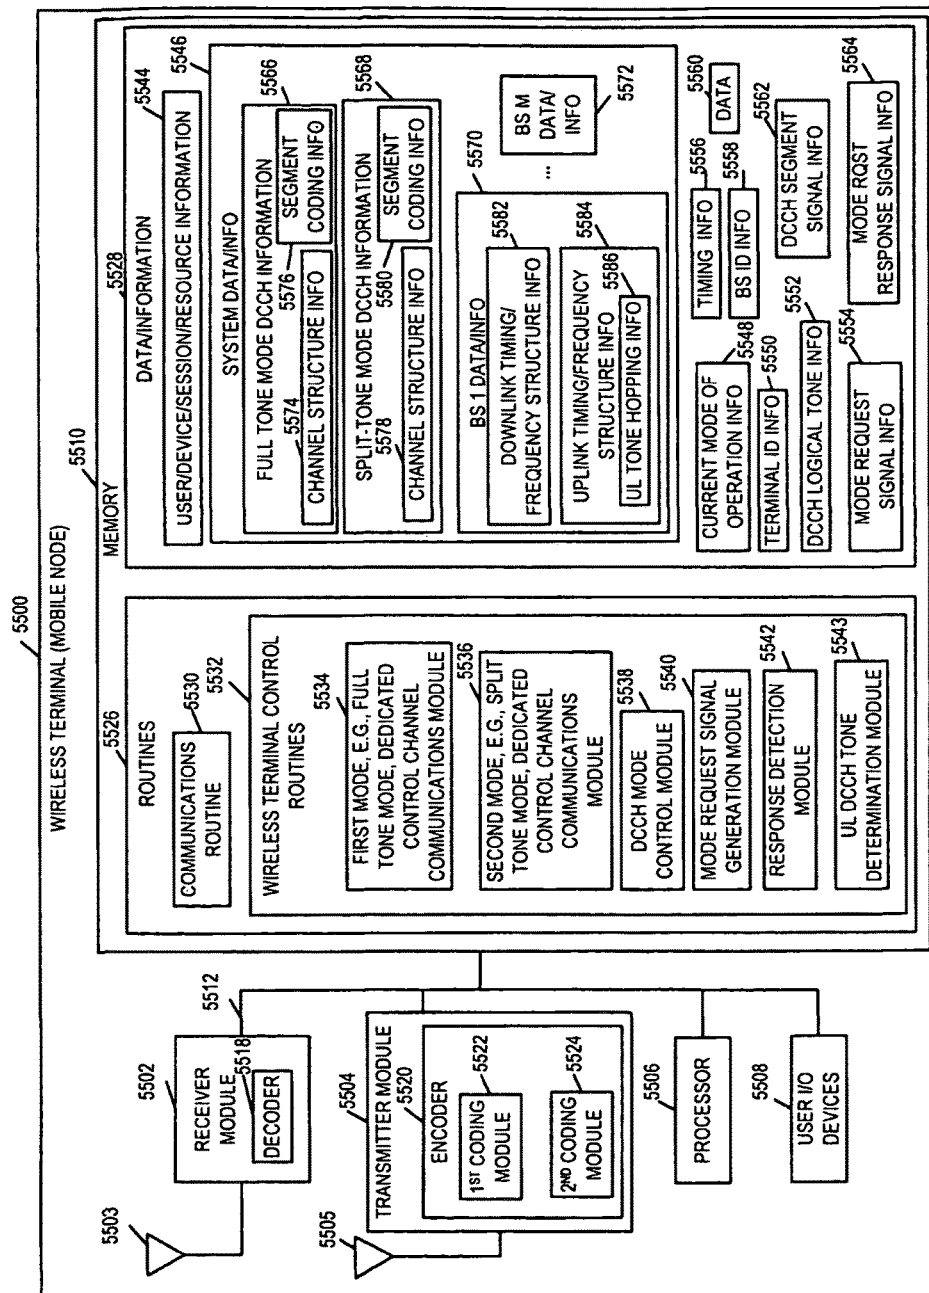 5500
WIRELESS TERMINAL (MOBILE NODE)
5503
5502
RECEIVER
MODULE
5518
DECODER
5512
5505
5504
TRANSMITTER MODULE
5520
ENCODER
5522
1ST CODING
MODULE
5524
2ND CODING
MODULE
5506
PROCESSOR
5508
USER I/O
DEVICES
5510
MEMORY
5526
ROUTINES
5530
COMMUNICATIONS
ROUTINE
5532
WIRELESS TERMINAL CONTROL
ROUTINES
5534
FIRST MODE, E.G., FULL
TONE MODE, DEDICATED
CONTROL CHANNEL
COMMUNICATIONS MODULE
5536
SECOND MODE, E.G., SPLIT
TONE MODE, DEDICATED
CONTROL CHANNEL
COMMUNICATIONS
MODULE
5538
DCCH MODE
CONTROL MODULE
5540
MODE REQUEST SIGNAL
GENERATION MODULE
5542
RESPONSE DETECTION
MODULE
5543
UL DCCH TONE
DETERMINATION MODULE
5528
DATA/INFORMATION
5544
USER/DEVICE/SESSION/RESOURCE INFORMATION
5546
SYSTEM DATA/INFO
5566
FULL TONE MODE DCCH INFORMATION
5574
CHANNEL STRUCTURE INFO
5576
SEGMENT
CODING INFO
5568
SPLIT-TONE MODE DCCH INFORMATION
5578
CHANNEL STRUCTURE INFO
5580
SEGMENT
CODING INFO
5570
BS 1 DATA/INFO
5582
DOWNLINK TIMING/
FREQUENCY STRUCTURE INFO
5584
UPLINK TIMING/FREQUENCY
STRUCTURE INFO
5586
UL TONE HOPPING INFO
...
BS M
DATA/
INFO
5572
5548
CURRENT MODE OF
OPERATION INFO
5550
TERMINAL ID INFO
5552
DCCH LOGICAL TONE INFO
5554
MODE REQUEST
SIGNAL INFO
5556
TIMING INFO
5558
BS ID INFO
5560
DATA
5562
DCCH SEGMENT
SIGNAL INFO
5564
MODE RQST
RESPONSE SIGNAL INFO